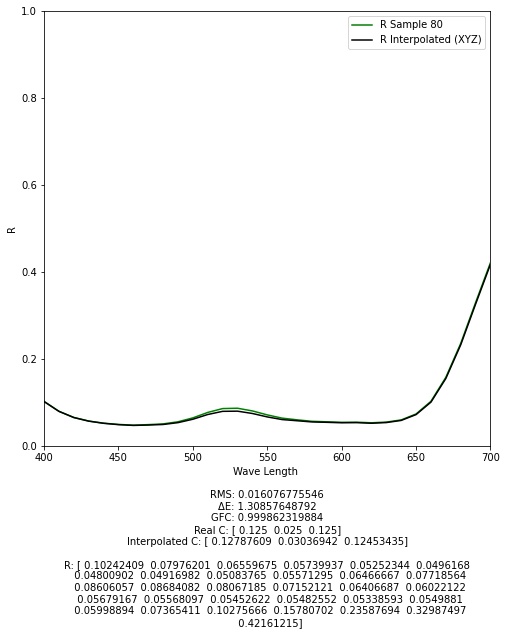 1.0
0.8
0.6
0.4
0.2
0.0
R
R Sample 80
R Interpolated (XYZ)
400 450 500 550 600 650 700
Wave Length
RMS: 0.016076775546
ΔE: 1.30857648792
GFC: 0.999862319884
Real C: [ 0.125 0.025 0.125]
Interpolated C: [ 0.12787609 0.03036942 0.12453435]
R: [ 0.10242409 0.07976201 0.06559675 0.05739937 0.05252344 0.0496168
0.04800902 0.04916982 0.05083765 0.05571295 0.06466667 0.07718564
0.08606057 0.08684082 0.08067185 0.07152121 0.06406687 0.06022122
0.05679167 0.05568097 0.05452622 0.05482552 0.05338593 0.0549881
0.05998894 0.07365411 0.10275666 0.15780702 0.23587694 0.32987497
0.42161215]